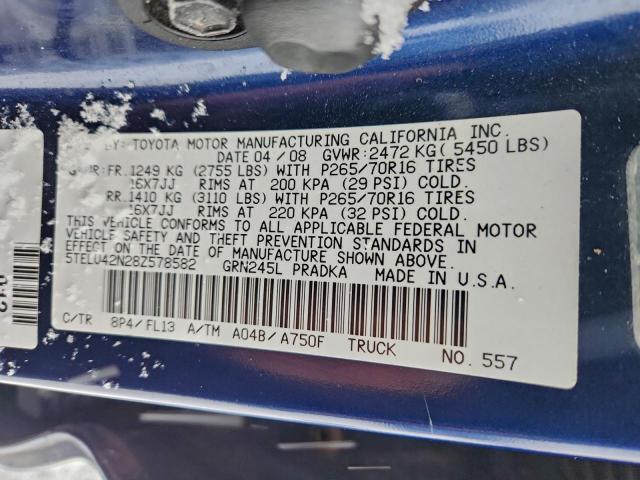 BY: TOYOTA MOTOR MANUFACTURING CALIFORNIA INC.
DATE 04 / 08 GVWR: 2472 KG( 5450 LBS)
GAWR: FR. 1249 KG (2755 LBS) WITH P265/70R16 TIRES
16X7JJ RIMS AT 200 KPA (29 PSI) COLD.
RR. 1410 KG (3110 LBS) WITH P265/70R16 TIRES
16X7JJ RIMS AT 220 KPA (32 PSI) COLD.
THIS VEHICLE CONFORMS TO ALL APPLICABLE FEDERAL MOTOR
VEHICLE SAFETY AND THEFT PREVENTION STANDARDS IN
EFFECT ON THE DATE OF MANUFACTURE SHOWN ABOVE.
5TELU42N28Z578582 GRN245L PRADKA MADE IN U.S.A.
C/TR 8P4/ FL13 A/TM A04B/ A750F TRUCK NO. 557